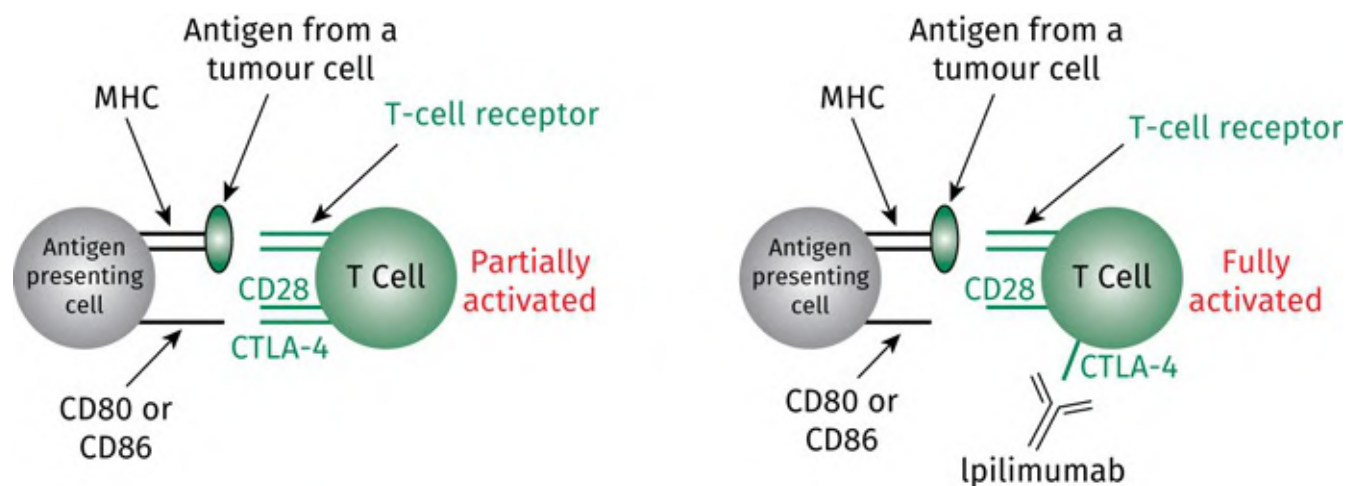 Antigen from a
tumour cell
MHC
T-cell receptor
Antigen
presenting
cell
T Cell
Partially
activated
CD28
CTLA-4
CD80 or
CD86
Antigen from a
tumour cell
MHC
T-cell receptor
Antigen
presenting
cell
T Cell
Fully
activated
CD28
CTLA-4
CD80 or
CD86
Ipilimumab